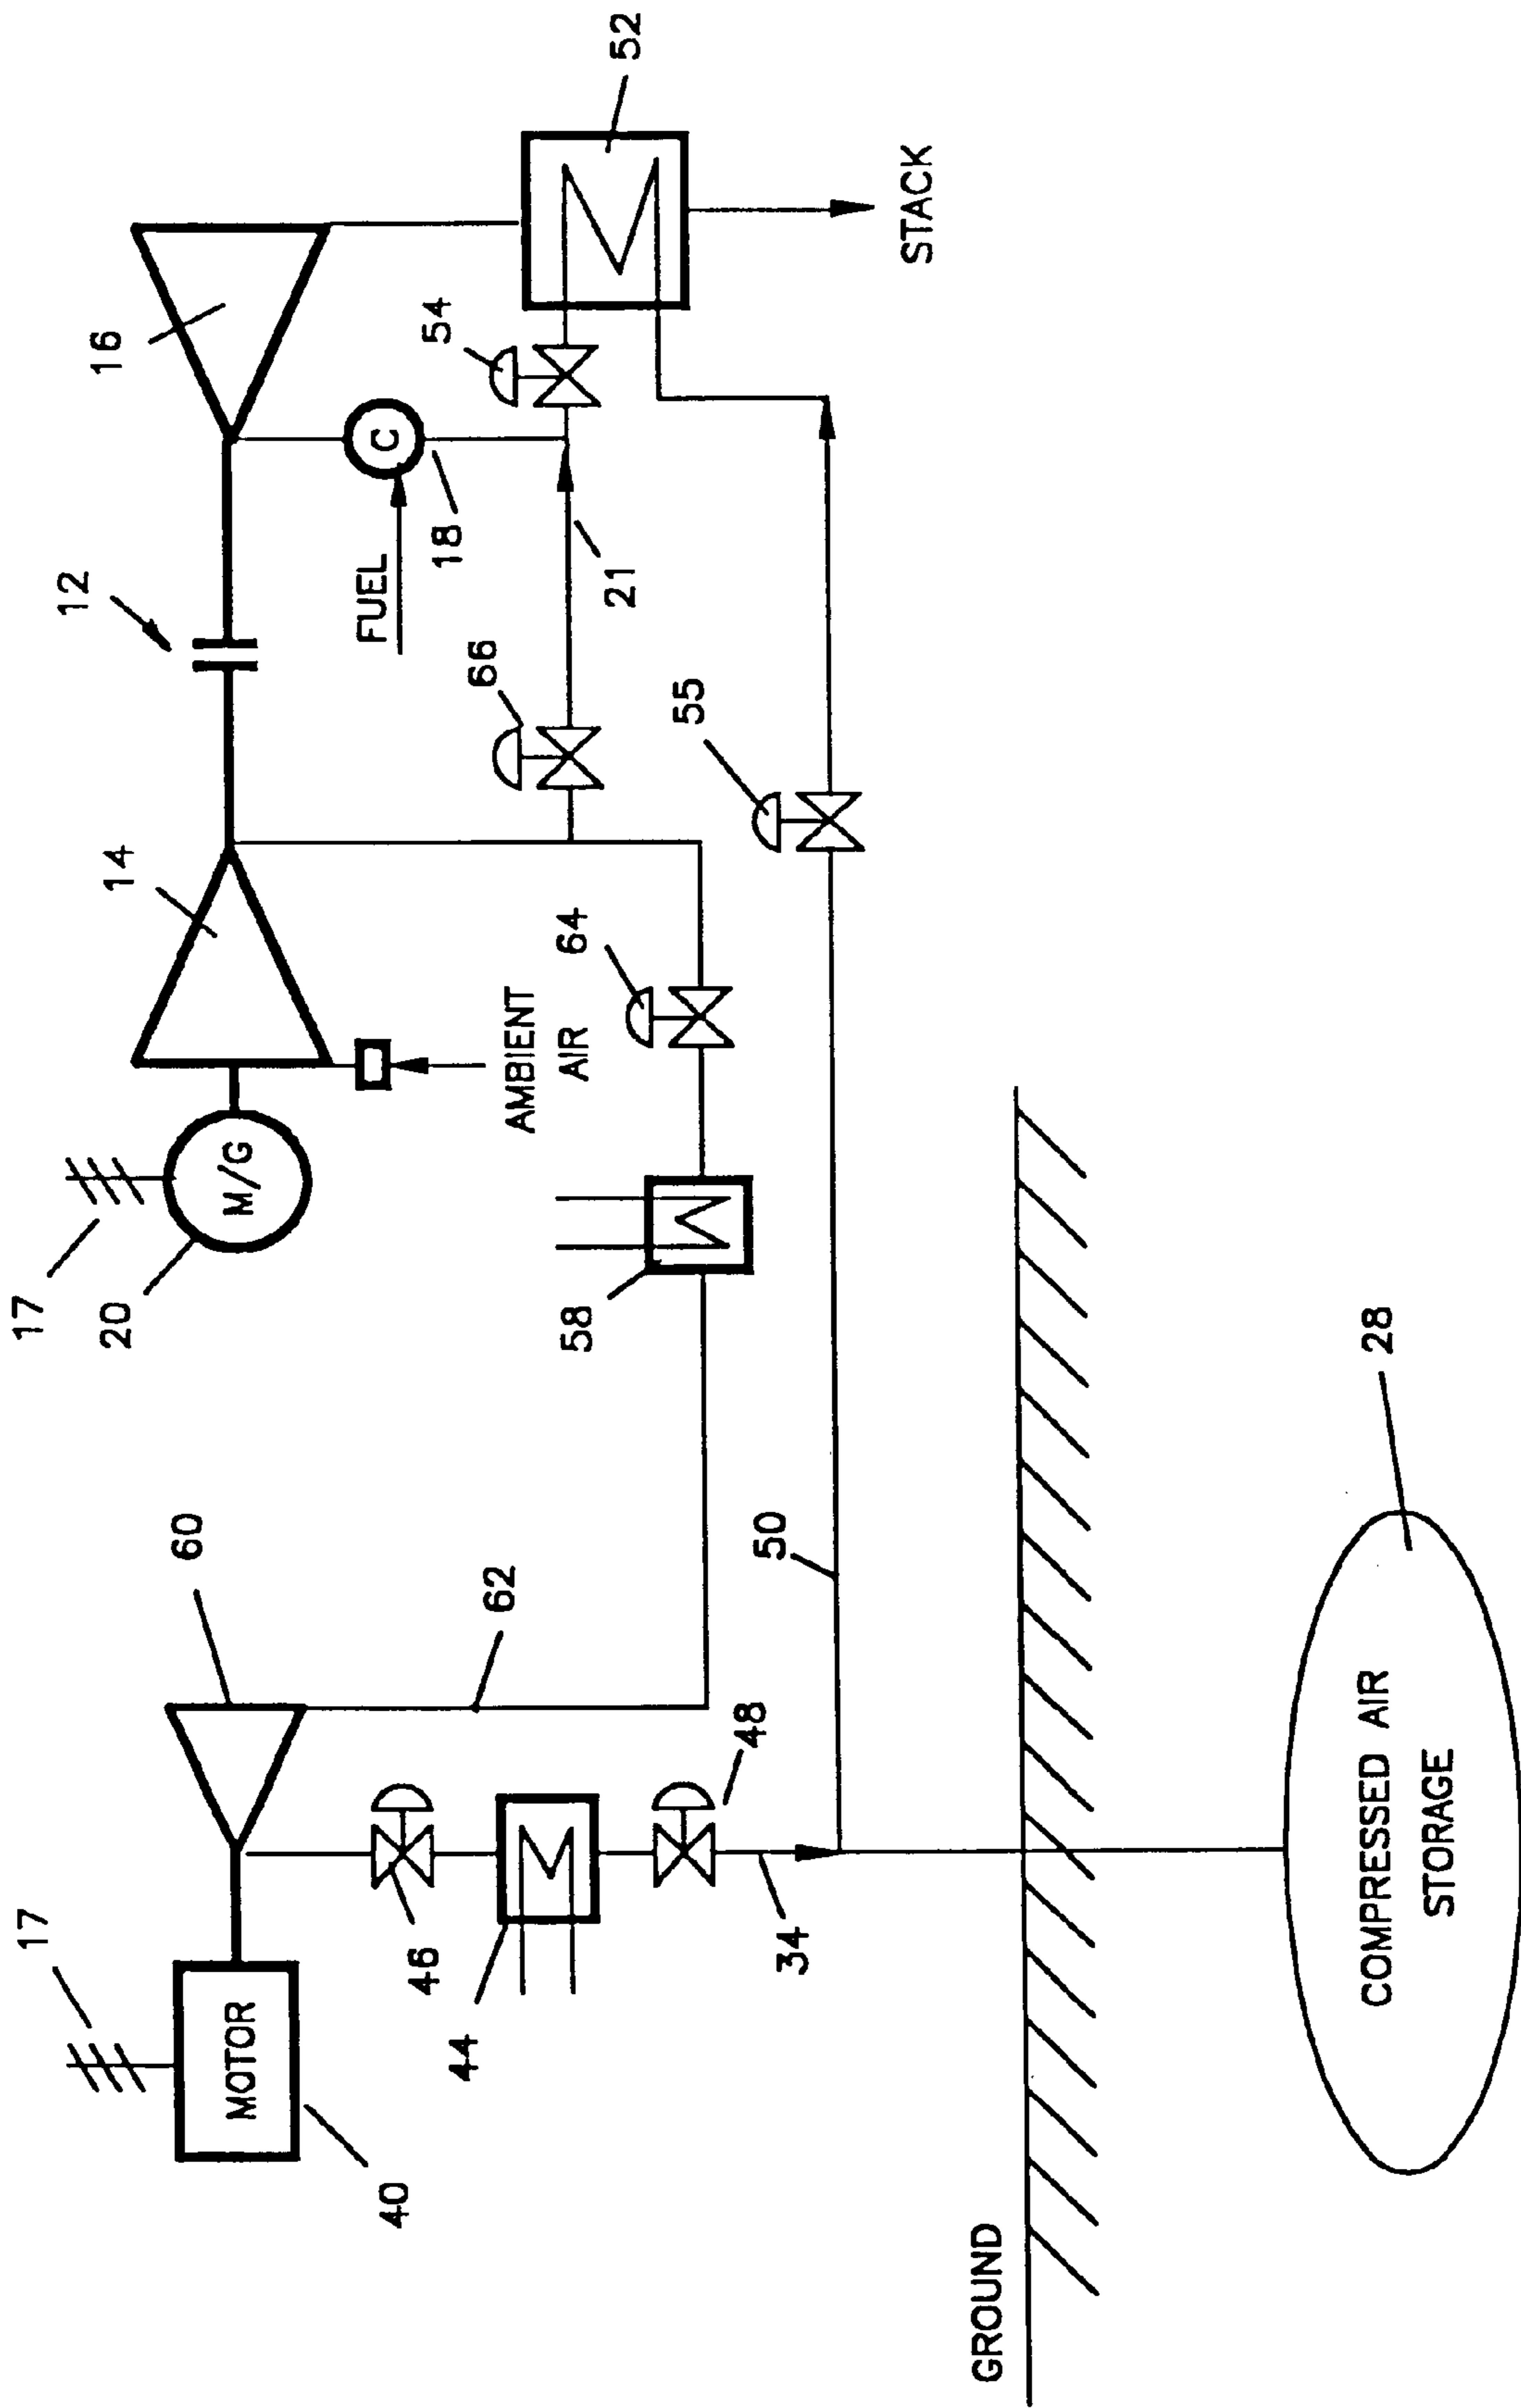 17
MOTOR
40
60
46
44
62
48
34
50
17
M/G
20
14
AMBIENT
AIR
58
64
12
66
FUEL
18
21
55
16
C
54
52
STACK
GROUND
COMPRESSED AIR
STORAGE
28